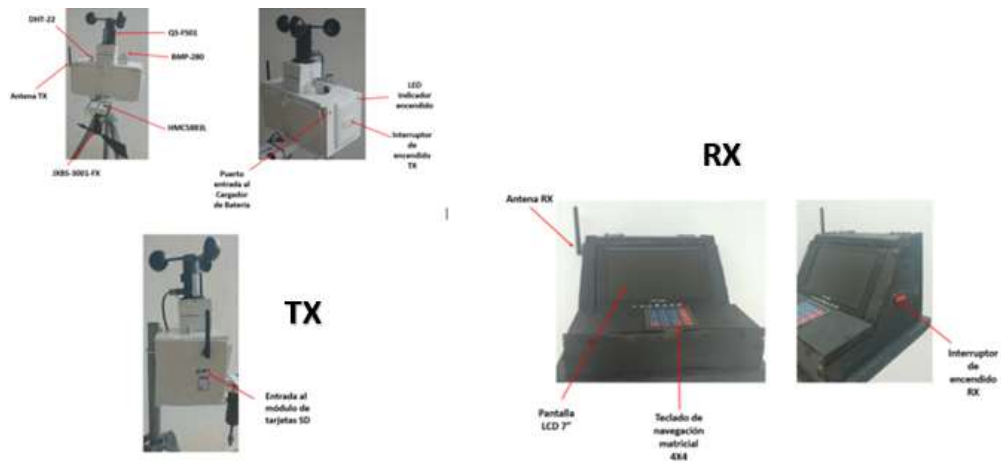 DHT-22
QS-FS01
BMP-280
Antena TX
HMC5883L
JXBS-3001-FX
LED
indicador
encendido
Interruptor
de
encendido
TX
Puerto
entrada al
Cargador
de Batería
TX
Entrada al
módulo de
tarjetas SD
RX
Antena RX
Pantalla
LCD 7”
Teclado de
navegación
matricial
4X4
Interruptor
de
encendido
RX